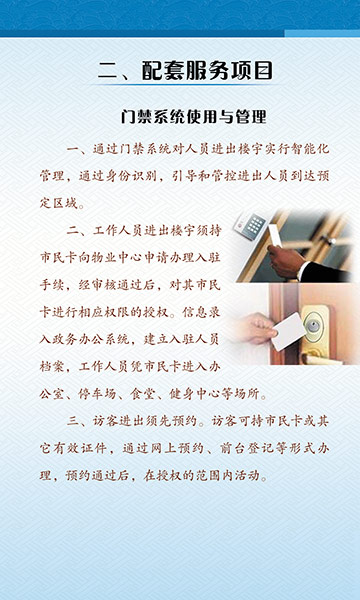 二、配套服务项目
门禁系统使用与管理
一、通过门禁系统对人员进出楼宇实行智能化
管理，通过身份识别，引导和管控进出人员到达预
定区域。
二、工作人员进出楼宇须持
市民卡向物业中心申请办理入驻
手续，经审核通过后，对其市民
卡进行相应权限的授权。信息录
入政务办公系统，建立入驻人员
档案，工作人员凭市民卡进入办
公室、停车场、食堂、健身中心等场所。
三、访客进出须先预约。访客可持市民卡或其
它有效证件，通过网上预约、前台登记等形式办
理，预约通过后，在授权的范围内活动。